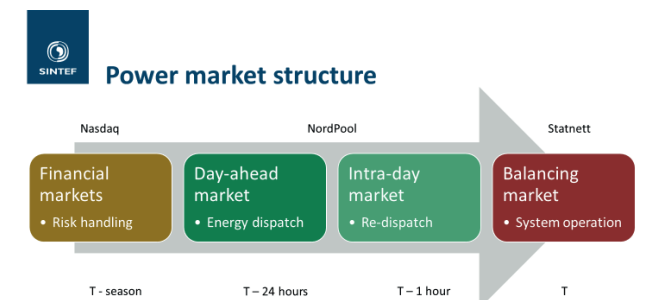 SINTEF
Power market structure
Nasdaq
NordPool
Statnett
Financial
markets
• Risk handling
Day-ahead
market
• Energy dispatch
Intra-day
market
• Re-dispatch
Balancing
market
• System operation
T - season
T – 24 hours
T – 1 hour
T